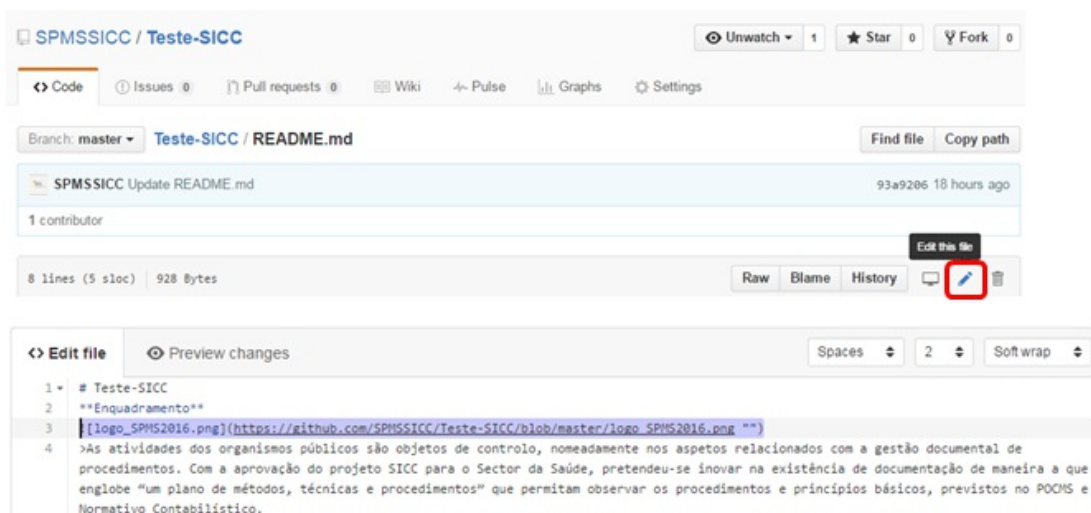 SPMSSICC / Teste-SICC
Unwatch 1 Star 0 Fork 0
Code Issues 0 Pull requests 0 Wiki Pulse Graphs Settings
Branch: master Teste-SICC / README.md Find file Copy path
SPMSSICC Update README.md 93a9206 18 hours ago
1 contributor
Edit this file
8 lines (5 sloc) 928 Bytes Raw Blame History
<> Edit file Preview changes Spaces 2 Soft wrap
1 # Teste-SICC
2 **Enquadramento**
3 ![logo_SPMS2016.png](https://github.com/SPMSSICC/Teste-SICC/blob/master/logo_SPMS2016.png "")
4 >As atividades dos organismos públicos são objetos de controlo, nomeadamente nos aspetos relacionados com a gestão documental de
procedimentos. Com a aprovação do projeto SICC para o Sector da Saúde, pretendeu-se inovar na existência de documentação de maneira a que
englobe “um plano de métodos, técnicas e procedimentos” que permitam observar os procedimentos e princípios básicos, previstos no POCMS e
Normativo Contabilístico.